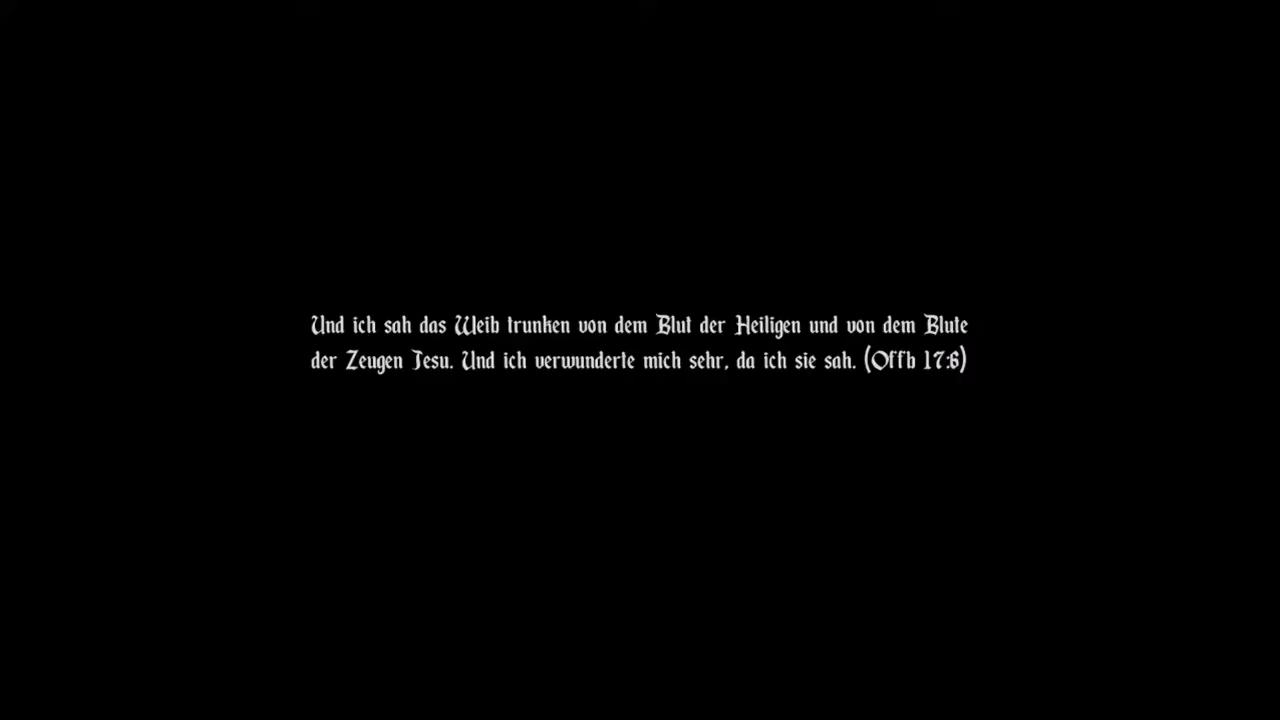 Und ich sah das Weib trunken von dem Blut der Heiligen und von dem Blute
der Zeugen Jesu. Und ich verwunderte mich sehr, da ich sie sah. (Offb 17:6)